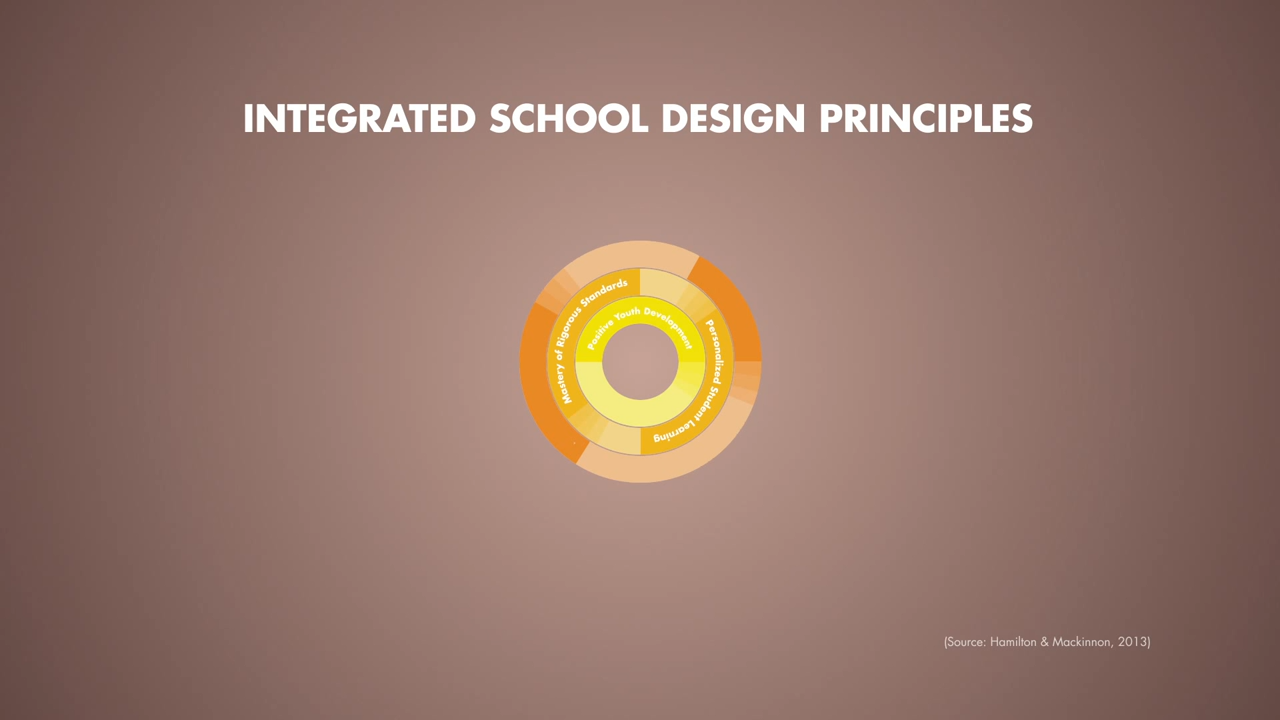 INTEGRATED SCHOOL DESIGN PRINCIPLES
Mastery of Rigorous Standards
Positive Youth Development
Personalized Student Learning
(Source: Hamilton & Mackinnon, 2013)